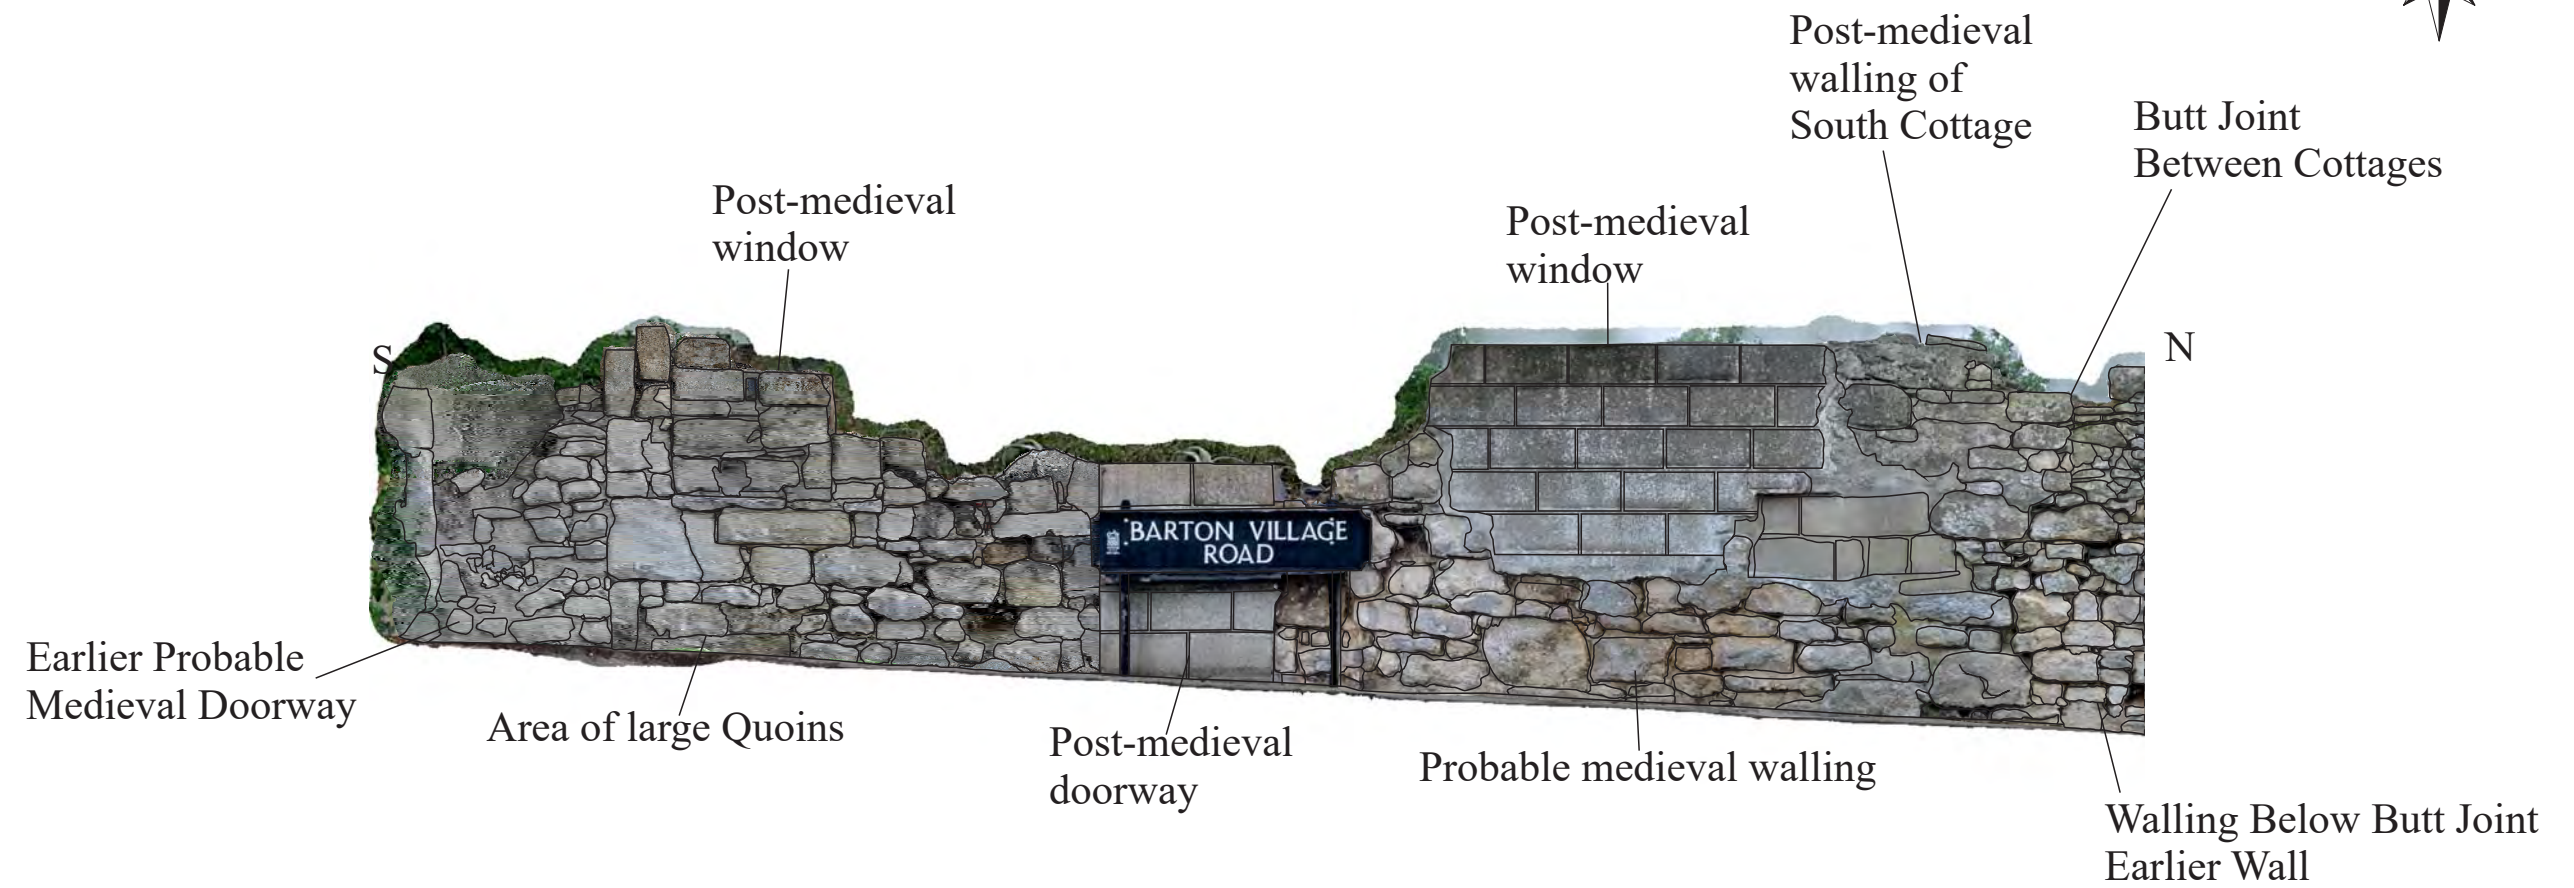 Post-medieval
walling of
South Cottage
Butt Joint
Between Cottages
Post-medieval
window
Post-medieval
window
S
N
BARTON VILLAGE
ROAD
Earlier Probable
Medieval Doorway
Area of large Quoins
Post-medieval
doorway
Probable medieval walling
Walling Below Butt Joint
Earlier Wall